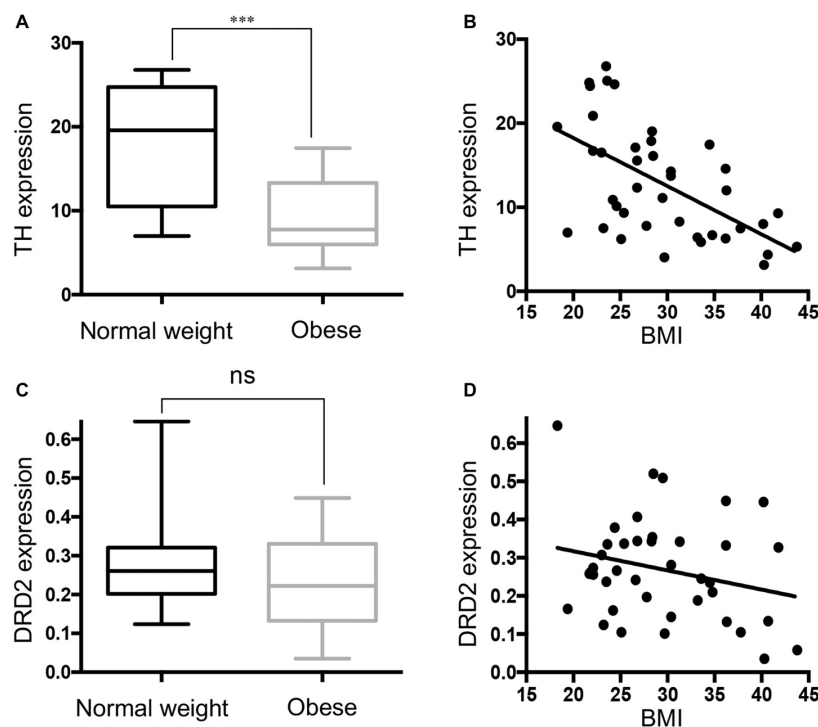 A
***
TH expression
30
20
10
0
Normal weight
Obese
B
TH expression
30
20
10
0
15
20
25
30
35
40
45
BMI
C
ns
DRD2 expression
0.6
0.5
0.4
0.3
0.2
0.1
0.0
Normal weight
Obese
D
DRD2 expression
0.6
0.5
0.4
0.3
0.2
0.1
0.0
15
20
25
30
35
40
45
BMI